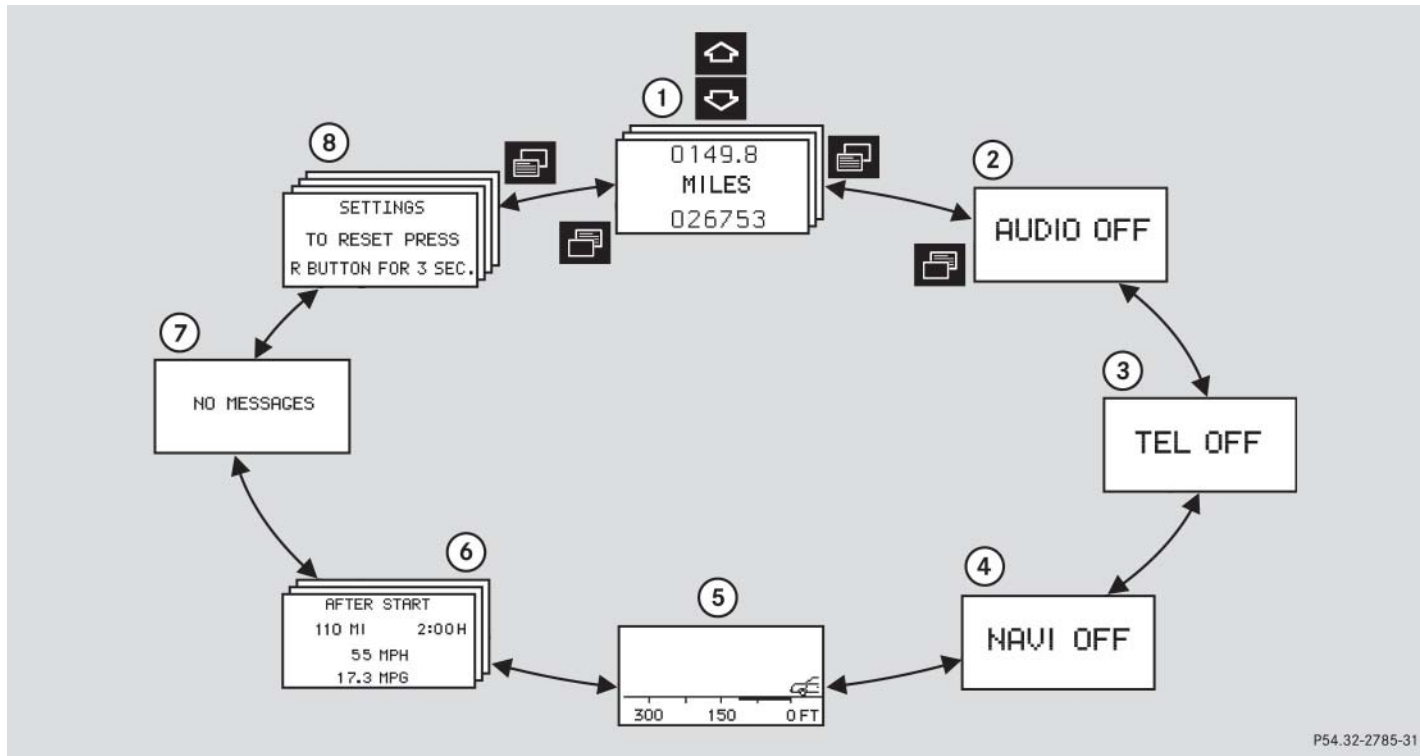 1
0149.8
MILES
026753
2
AUDIO OFF
3
TEL OFF
4
NAVI OFF
5
300 150 0 FT
6
AFTER START
110 MI 2:00 H
55 MPH
17.3 MPG
7
NO MESSAGES
8
SETTINGS
TO RESET PRESS
R BUTTON FOR 3 SEC.
P54.32-2785-31